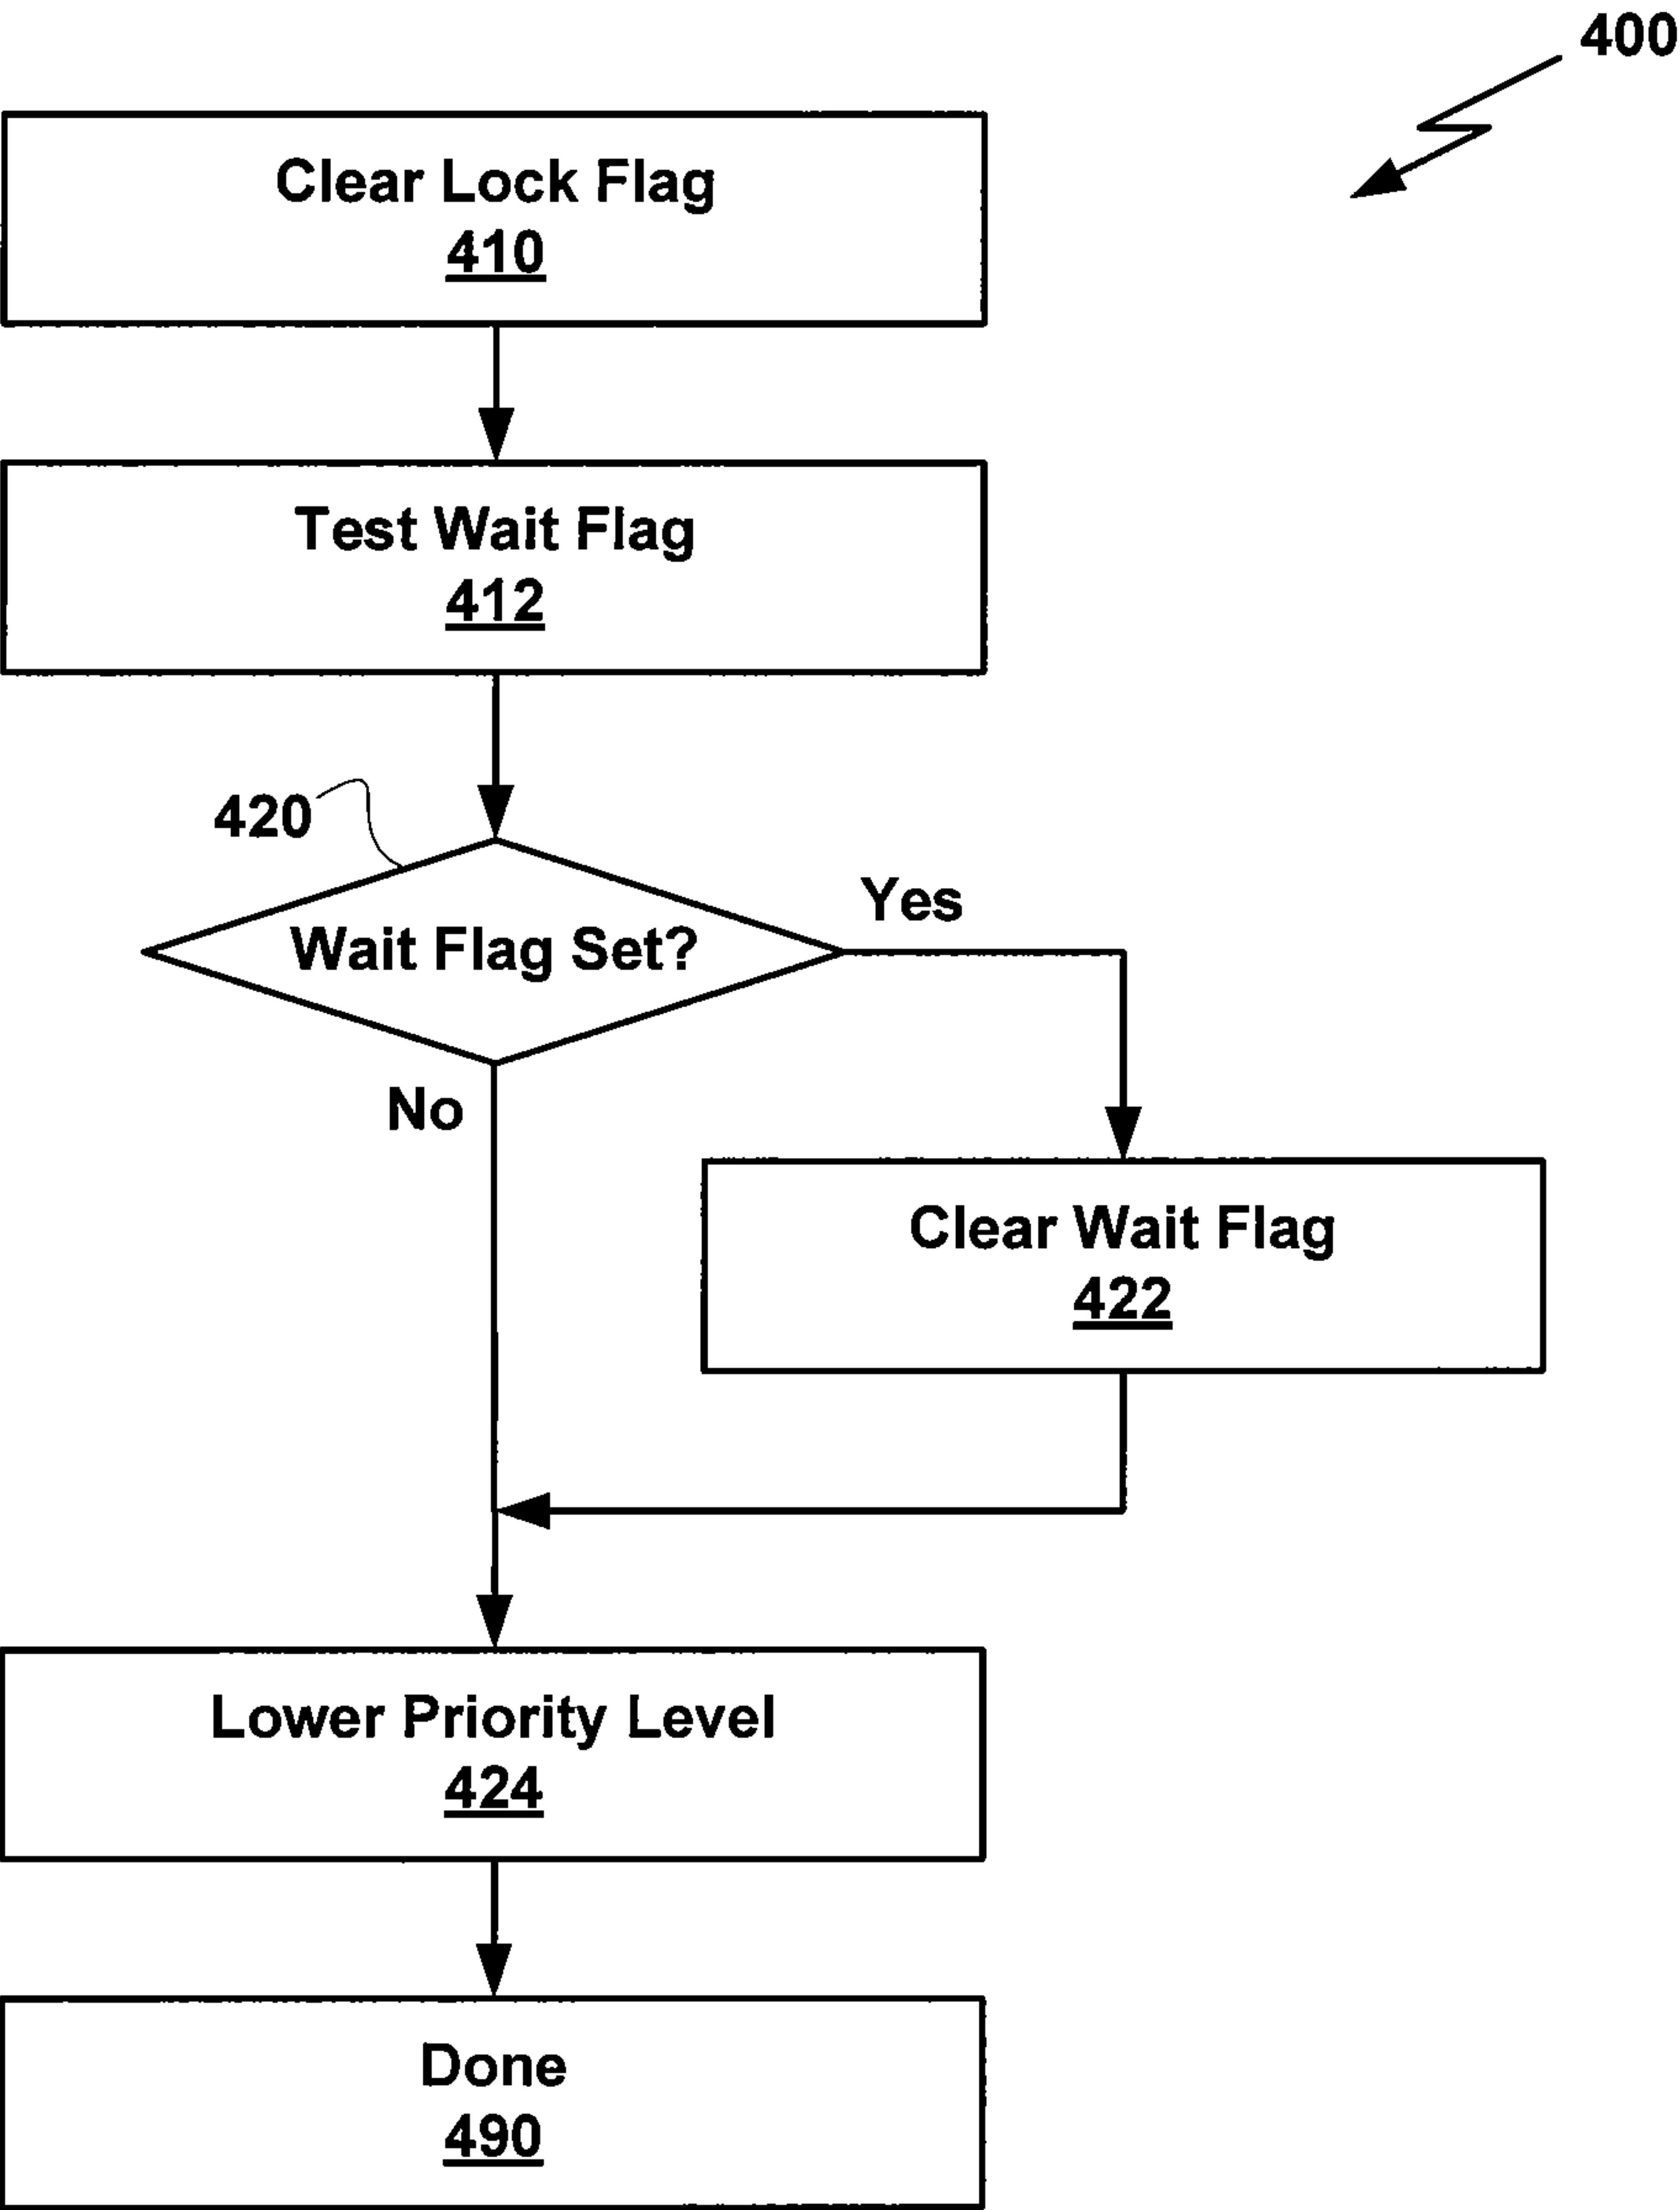 400
Clear Lock Flag
410
Test Wait Flag
412
420
Yes
Wait Flag Set?
No
Clear Wait Flag
422
Lower Priority Level
424
Done
490